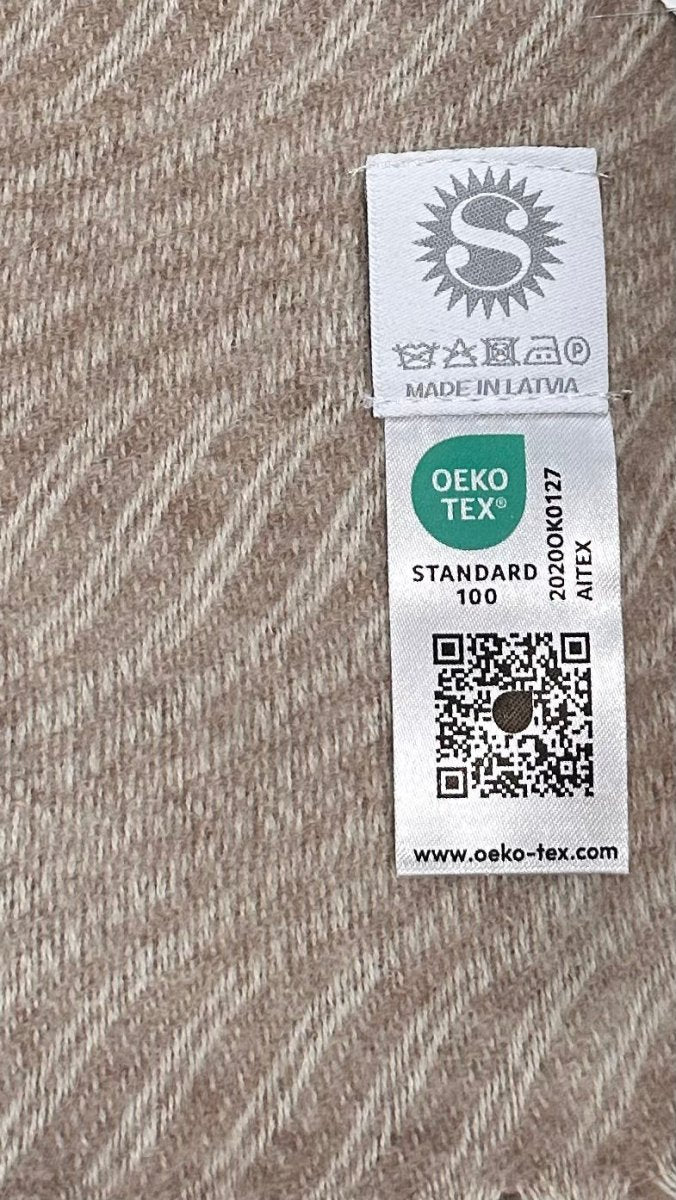 S
P
MADE IN LATVIA
OEKO
TEX®
STANDARD
100
2020OK0127
AITEX
www.oeko-tex.com